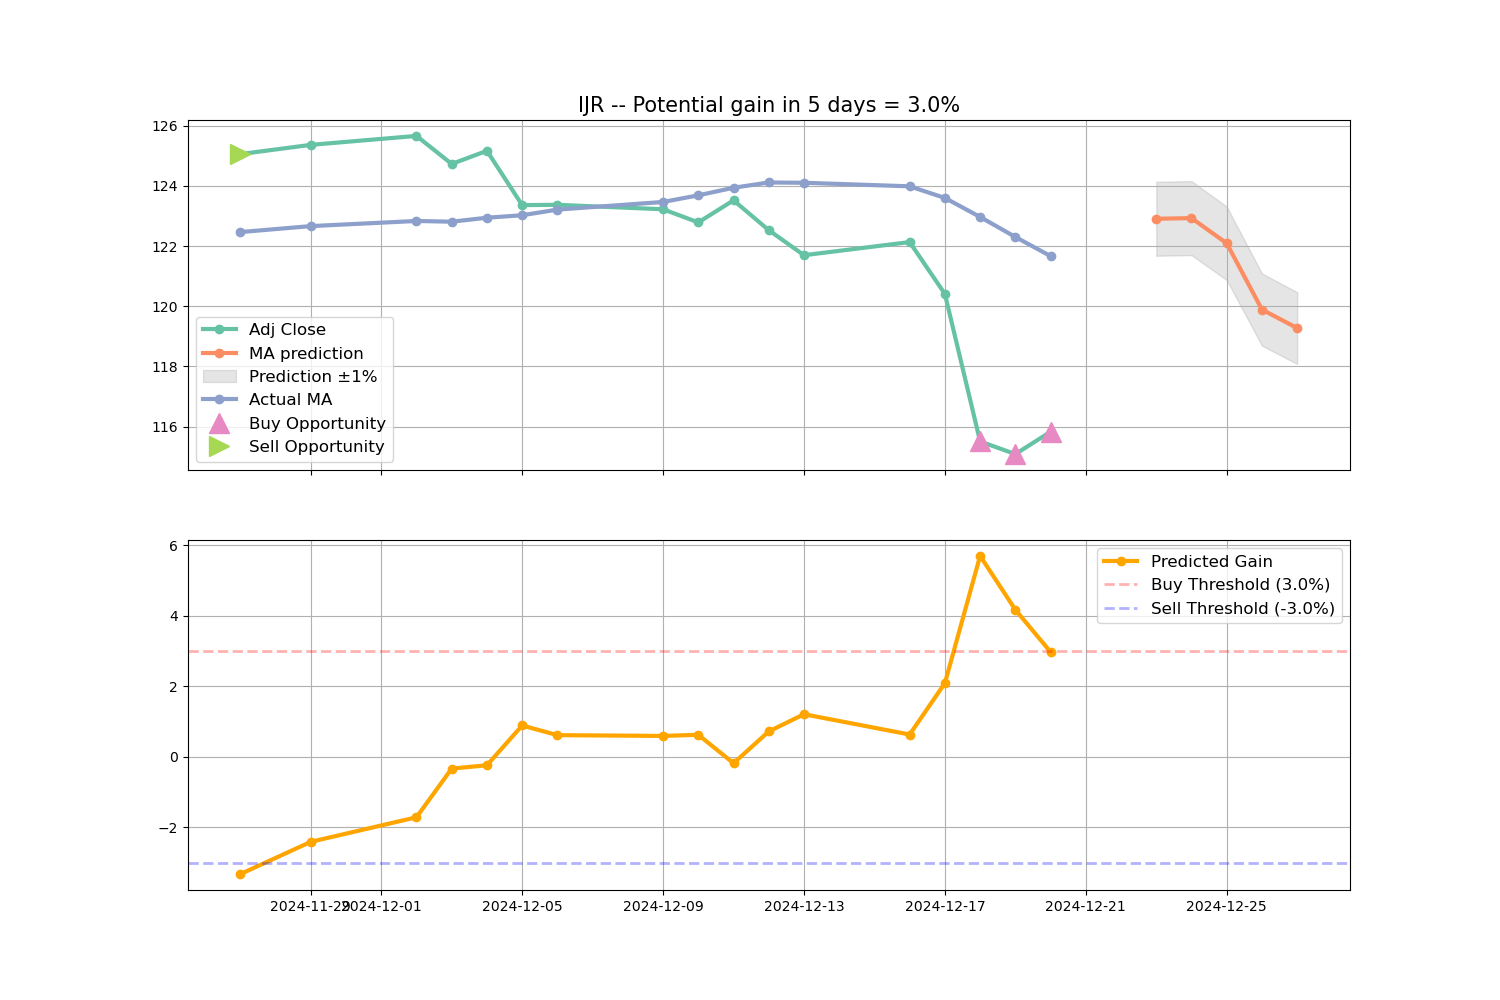 IJR -- Potential gain in 5 days = 3.0%
126
124
122
120
118
116
Adj Close
MA prediction
Prediction ±1%
Actual MA
Buy Opportunity
Sell Opportunity
6
4
2
0
−2
Predicted Gain
Buy Threshold (3.0%)
Sell Threshold (-3.0%)
2024-11-29
2024-12-01
2024-12-05
2024-12-09
2024-12-13
2024-12-17
2024-12-21
2024-12-25